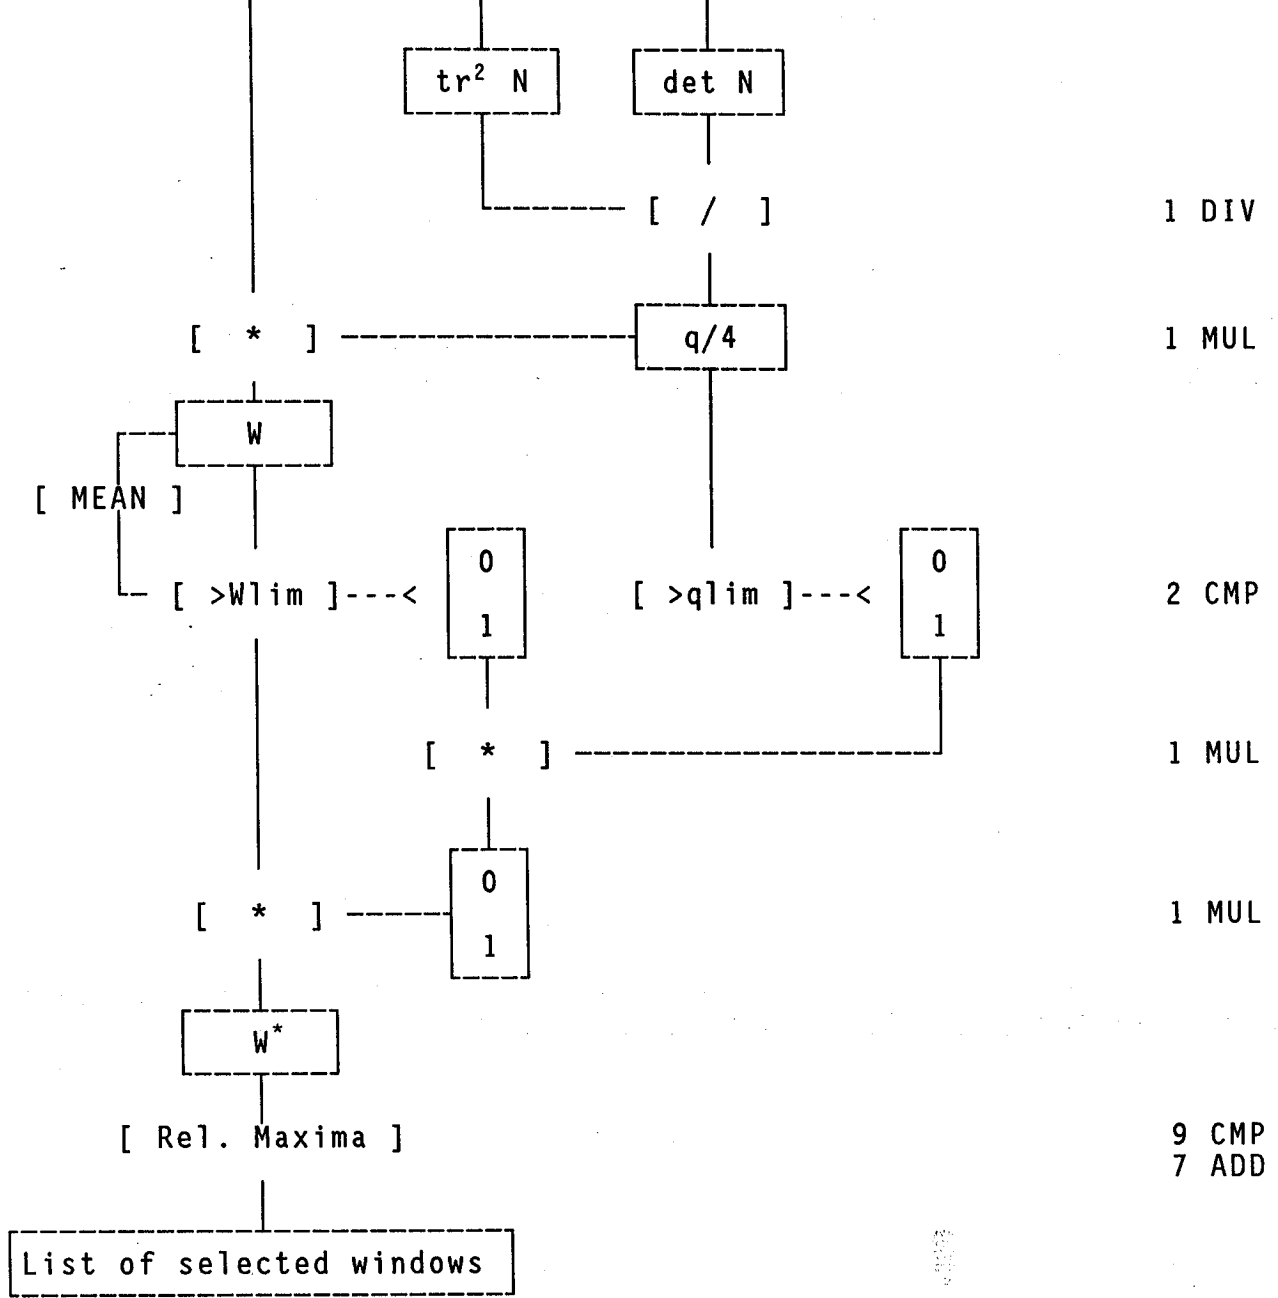 tr² N det N
[ / ] 1 DIV
[ * ] q/4 1 MUL
W
[ MEAN ]
0 0
[ >Wlim ]---< [ >qlim ]---< 2 CMP
1 1
[ * ] 1 MUL
0
[ * ] 1 MUL
1
W*
[ Rel. Maxima ] 9 CMP
7 ADD
List of selected windows